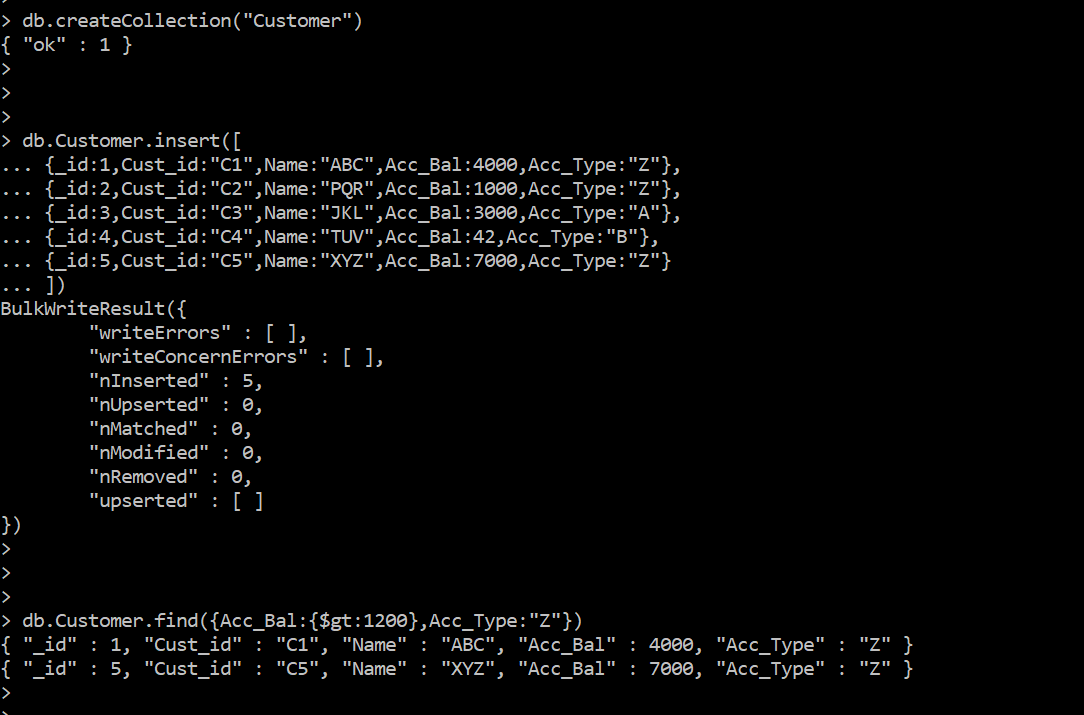 >
> db.createCollection("Customer")
{ "ok" : 1 }
>
>
>
> db.Customer.insert([
... {_id:1,Cust_id:"C1",Name:"ABC",Acc_Bal:4000,Acc_Type:"Z"},
... {_id:2,Cust_id:"C2",Name:"PQR",Acc_Bal:1000,Acc_Type:"Z"},
... {_id:3,Cust_id:"C3",Name:"JKL",Acc_Bal:3000,Acc_Type:"A"},
... {_id:4,Cust_id:"C4",Name:"TUV",Acc_Bal:42,Acc_Type:"B"},
... {_id:5,Cust_id:"C5",Name:"XYZ",Acc_Bal:7000,Acc_Type:"Z"}
... ])
BulkWriteResult({
        "writeErrors" : [ ],
        "writeConcernErrors" : [ ],
        "nInserted" : 5,
        "nUpserted" : 0,
        "nMatched" : 0,
        "nModified" : 0,
        "nRemoved" : 0,
        "upserted" : [ ]
})
>
>
>
> db.Customer.find({Acc_Bal:{$gt:1200},Acc_Type:"Z"})
{ "_id" : 1, "Cust_id" : "C1", "Name" : "ABC", "Acc_Bal" : 4000, "Acc_Type" : "Z" }
{ "_id" : 5, "Cust_id" : "C5", "Name" : "XYZ", "Acc_Bal" : 7000, "Acc_Type" : "Z" }
>
>